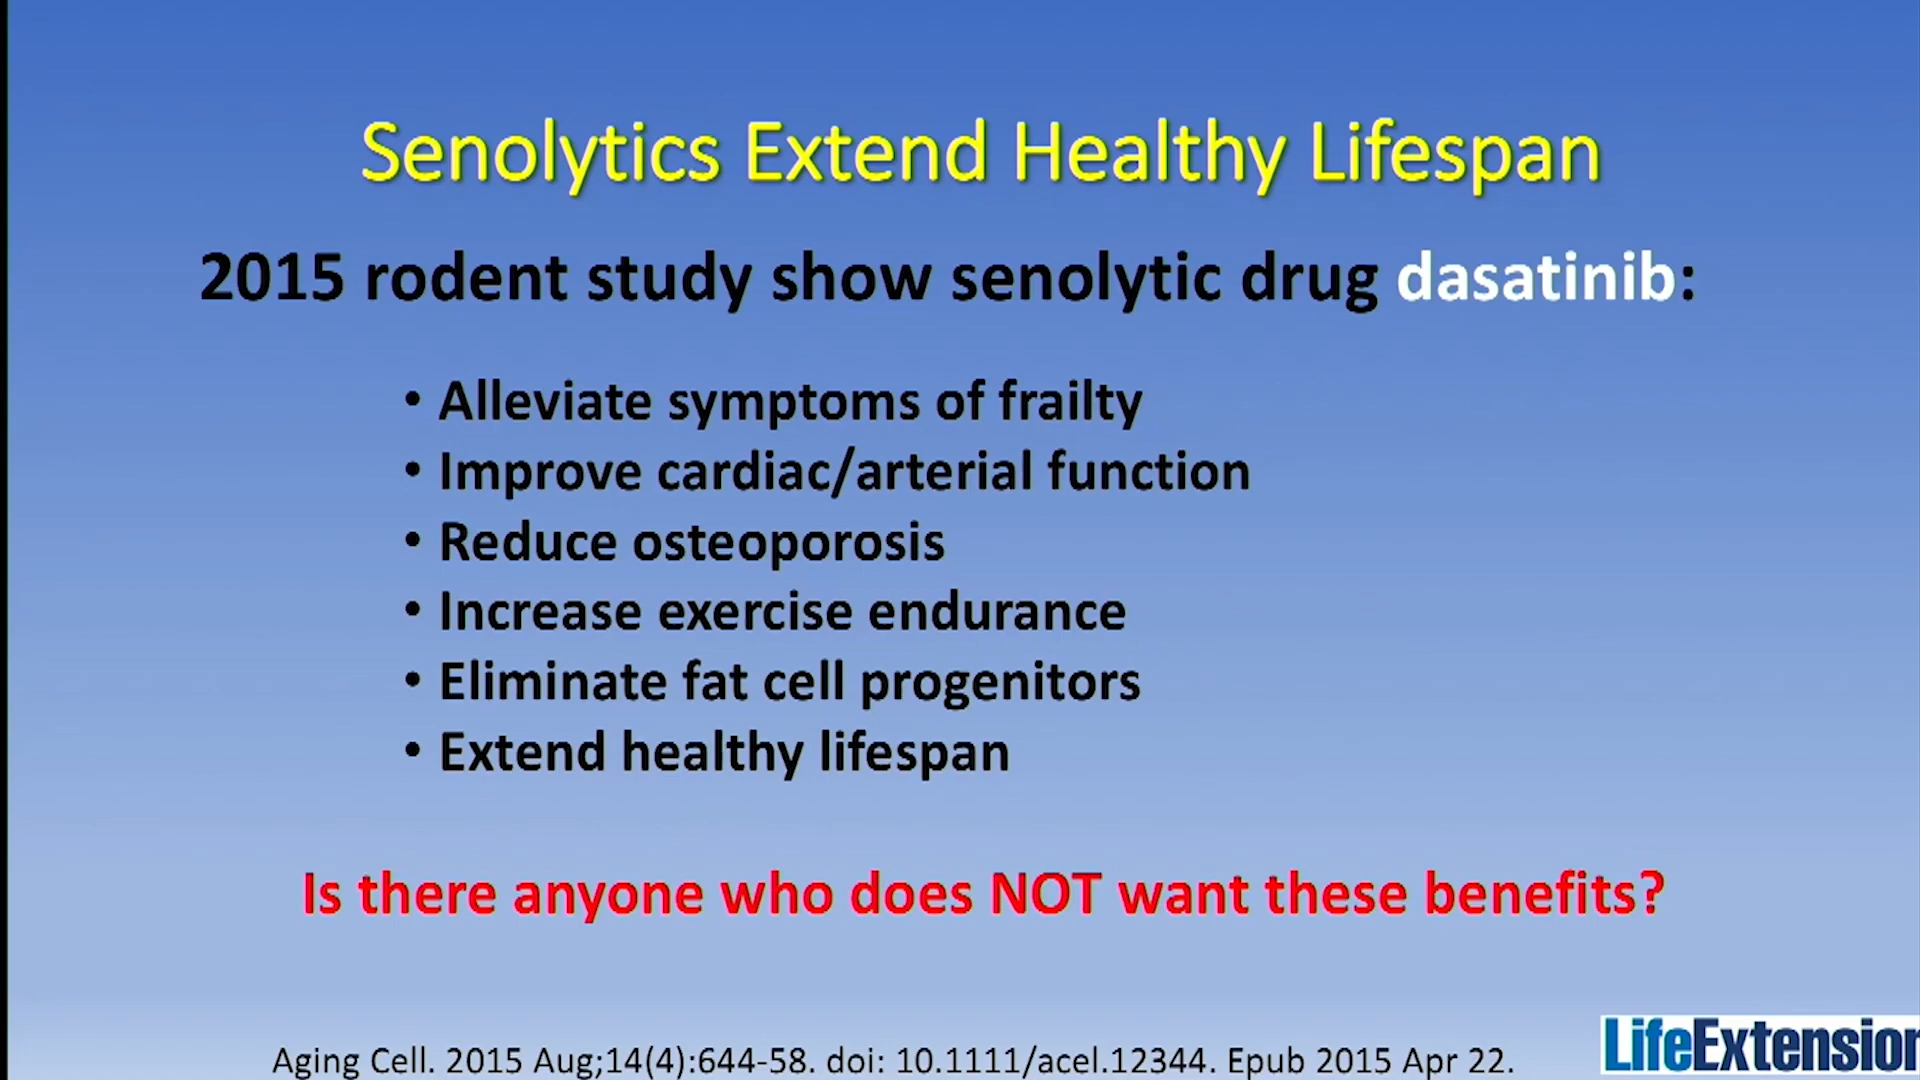 Senolytics Extend Healthy Lifespan
2015 rodent study show senolytic drug dasatinib:
• Alleviate symptoms of frailty
• Improve cardiac/arterial function
• Reduce osteoporosis
• Increase exercise endurance
• Eliminate fat cell progenitors
• Extend healthy lifespan
Is there anyone who does NOT want these benefits?
Aging Cell. 2015 Aug;14(4):644-58. doi: 10.1111/acel.12344. Epub 2015 Apr 22.
LifeExtension